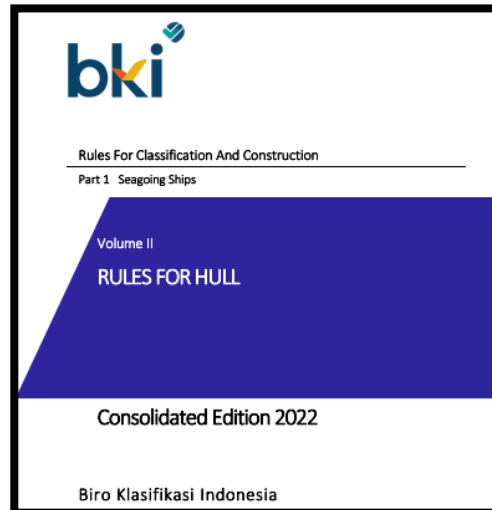 bki
Rules For Classification And Construction
Part 1 Seagoing Ships
Volume II
RULES FOR HULL
Consolidated Edition 2022
Biro Klasifikasi Indonesia